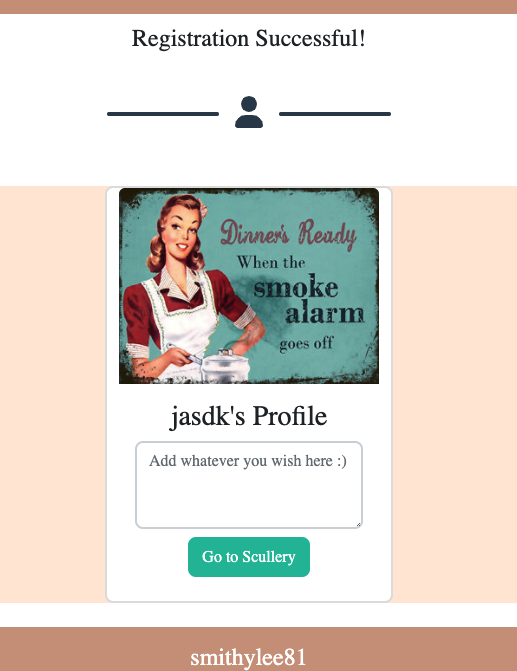 Registration Successful!
Dinner's Ready
When the
smoke
alarm
goes off
jasdk's Profile
Add whatever you wish here :)
Go to Scullery
smithylee81